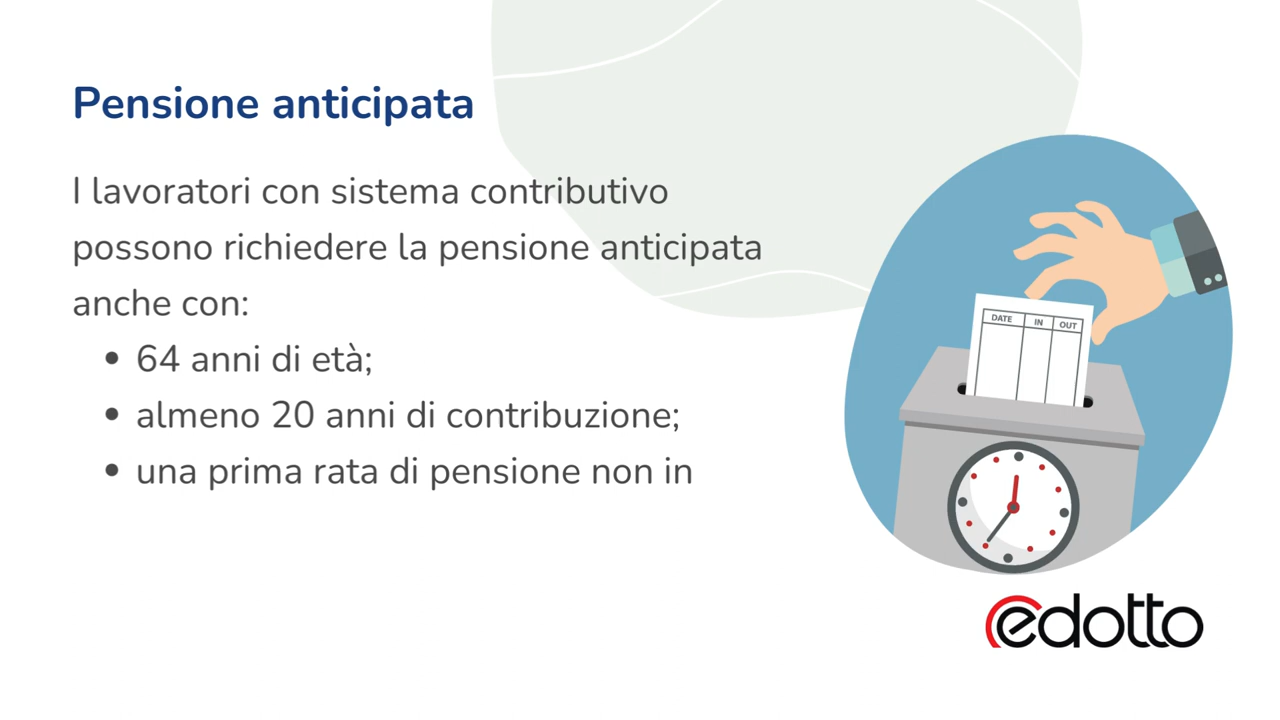 Pensione anticipata
I lavoratori con sistema contributivo
possono richiedere la pensione anticipata
anche con:
• 64 anni di età;
• almeno 20 anni di contribuzione;
• una prima rata di pensione non in
DATE IN OUT
edotto